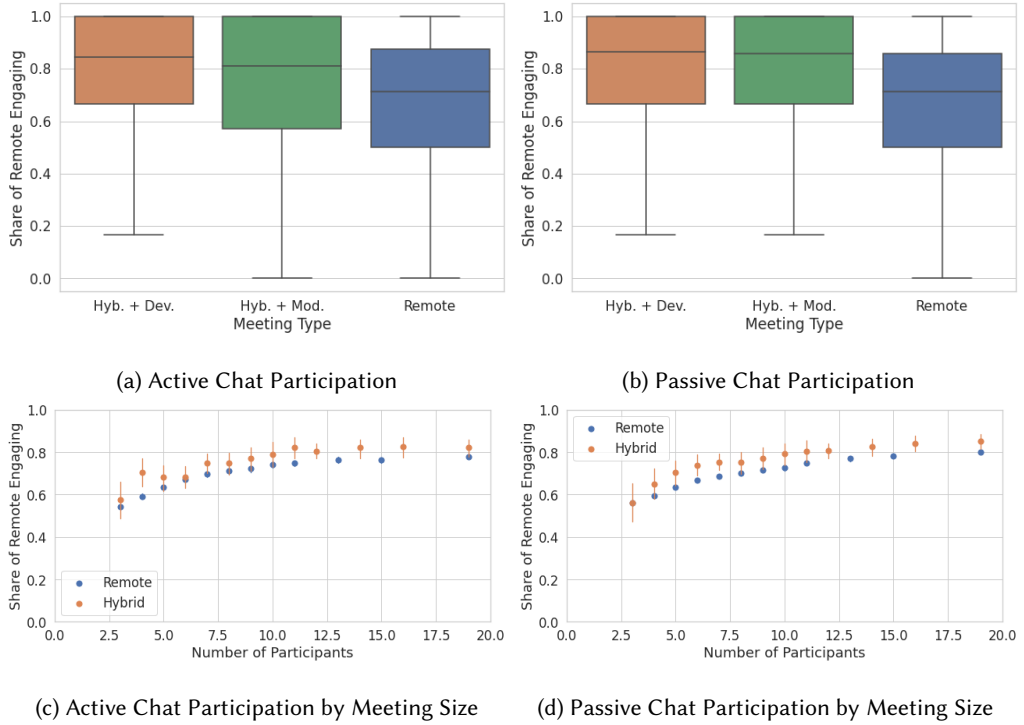 1.0
0.8
0.6
0.4
0.2
0.0
Share of Remote Engaging
Hyb. + Dev. Hyb. + Mod. Remote
Meeting Type
(a) Active Chat Participation
1.0
0.8
0.6
0.4
0.2
0.0
Share of Remote Engaging
Hyb. + Dev. Hyb. + Mod. Remote
Meeting Type
(b) Passive Chat Participation
1.0
0.8
0.6
0.4
0.2
0.0
Share of Remote Engaging
Remote
Hybrid
0.0 2.5 5.0 7.5 10.0 12.5 15.0 17.5 20.0
Number of Participants
(c) Active Chat Participation by Meeting Size
1.0
0.8
0.6
0.4
0.2
0.0
Share of Remote Engaging
Remote
Hybrid
0.0 2.5 5.0 7.5 10.0 12.5 15.0 17.5 20.0
Number of Participants
(d) Passive Chat Participation by Meeting Size